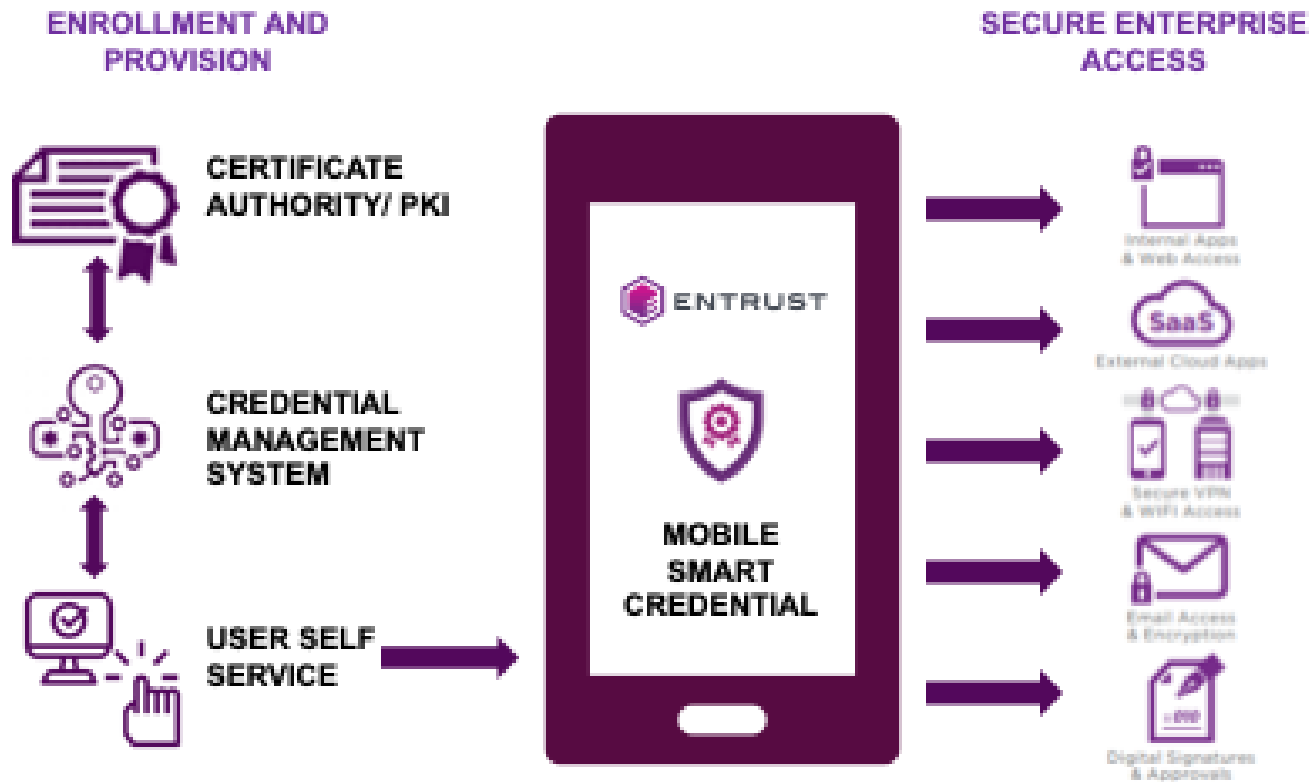 ENROLLMENT AND
PROVISION
CERTIFICATE
AUTHORITY/ PKI
CREDENTIAL
MANAGEMENT
SYSTEM
USER SELF
SERVICE
ENTRUST
MOBILE
SMART
CREDENTIAL
SECURE ENTERPRISE
ACCESS
Internal Apps
& Web Access
SaaS
External Cloud Apps
Secure VPN
& WIFI Access
Email Access
& Encryption
Digital Signatures
& Approvals